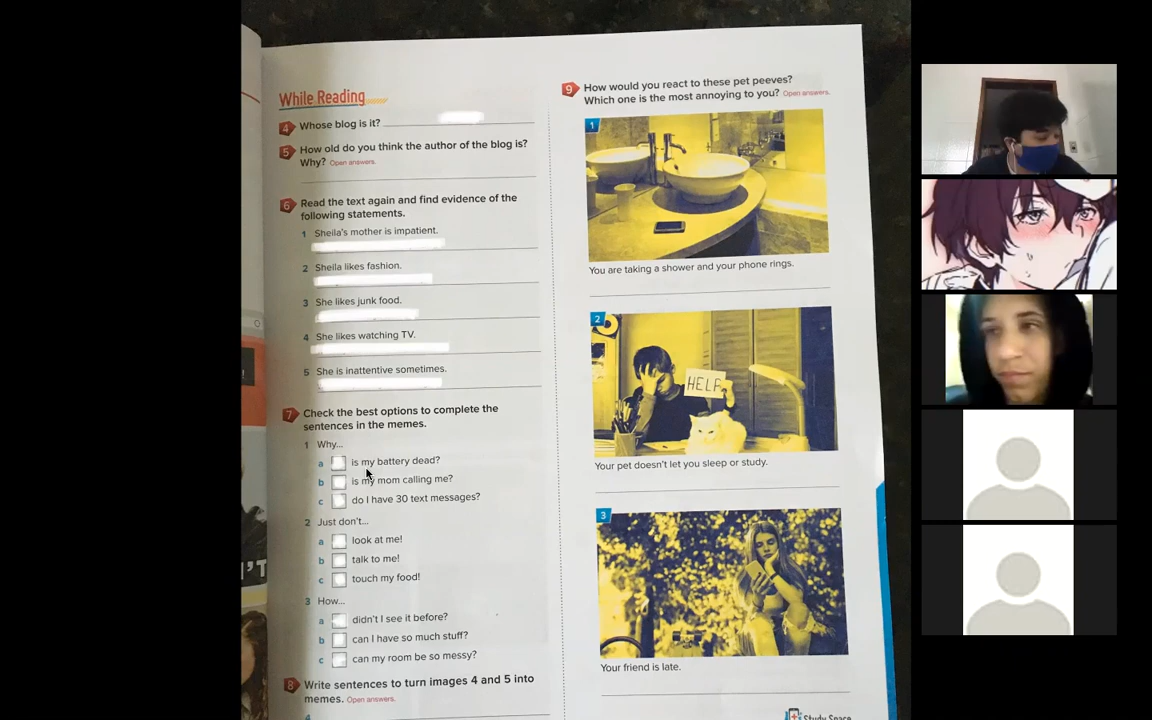 While Reading
4 Whose blog is it?
5 How old do you think the author of the blog is?
Why? Open answers.
6 Read the text again and find evidence of the
following statements.
1 Sheila's mother is impatient.
2 Sheila likes fashion.
3 She likes junk food.
4 She likes watching TV.
5 She is inattentive sometimes.
7 Check the best options to complete the
sentences in the memes.
1 Why...
a is my battery dead?
b is my mom calling me?
c do I have 30 text messages?
2 Just don't...
a look at me!
b talk to me!
c touch my food!
3 How...
a didn't I see it before?
b can I have so much stuff?
c can my room be so messy?
8 Write sentences to turn images 4 and 5 into
memes. Open answers.
4
9 How would you react to these pet peeves?
Which one is the most annoying to you? Open answers.
1
You are taking a shower and your phone rings.
2
HELP
Your pet doesn't let you sleep or study.
3
Your friend is late.
Study Space